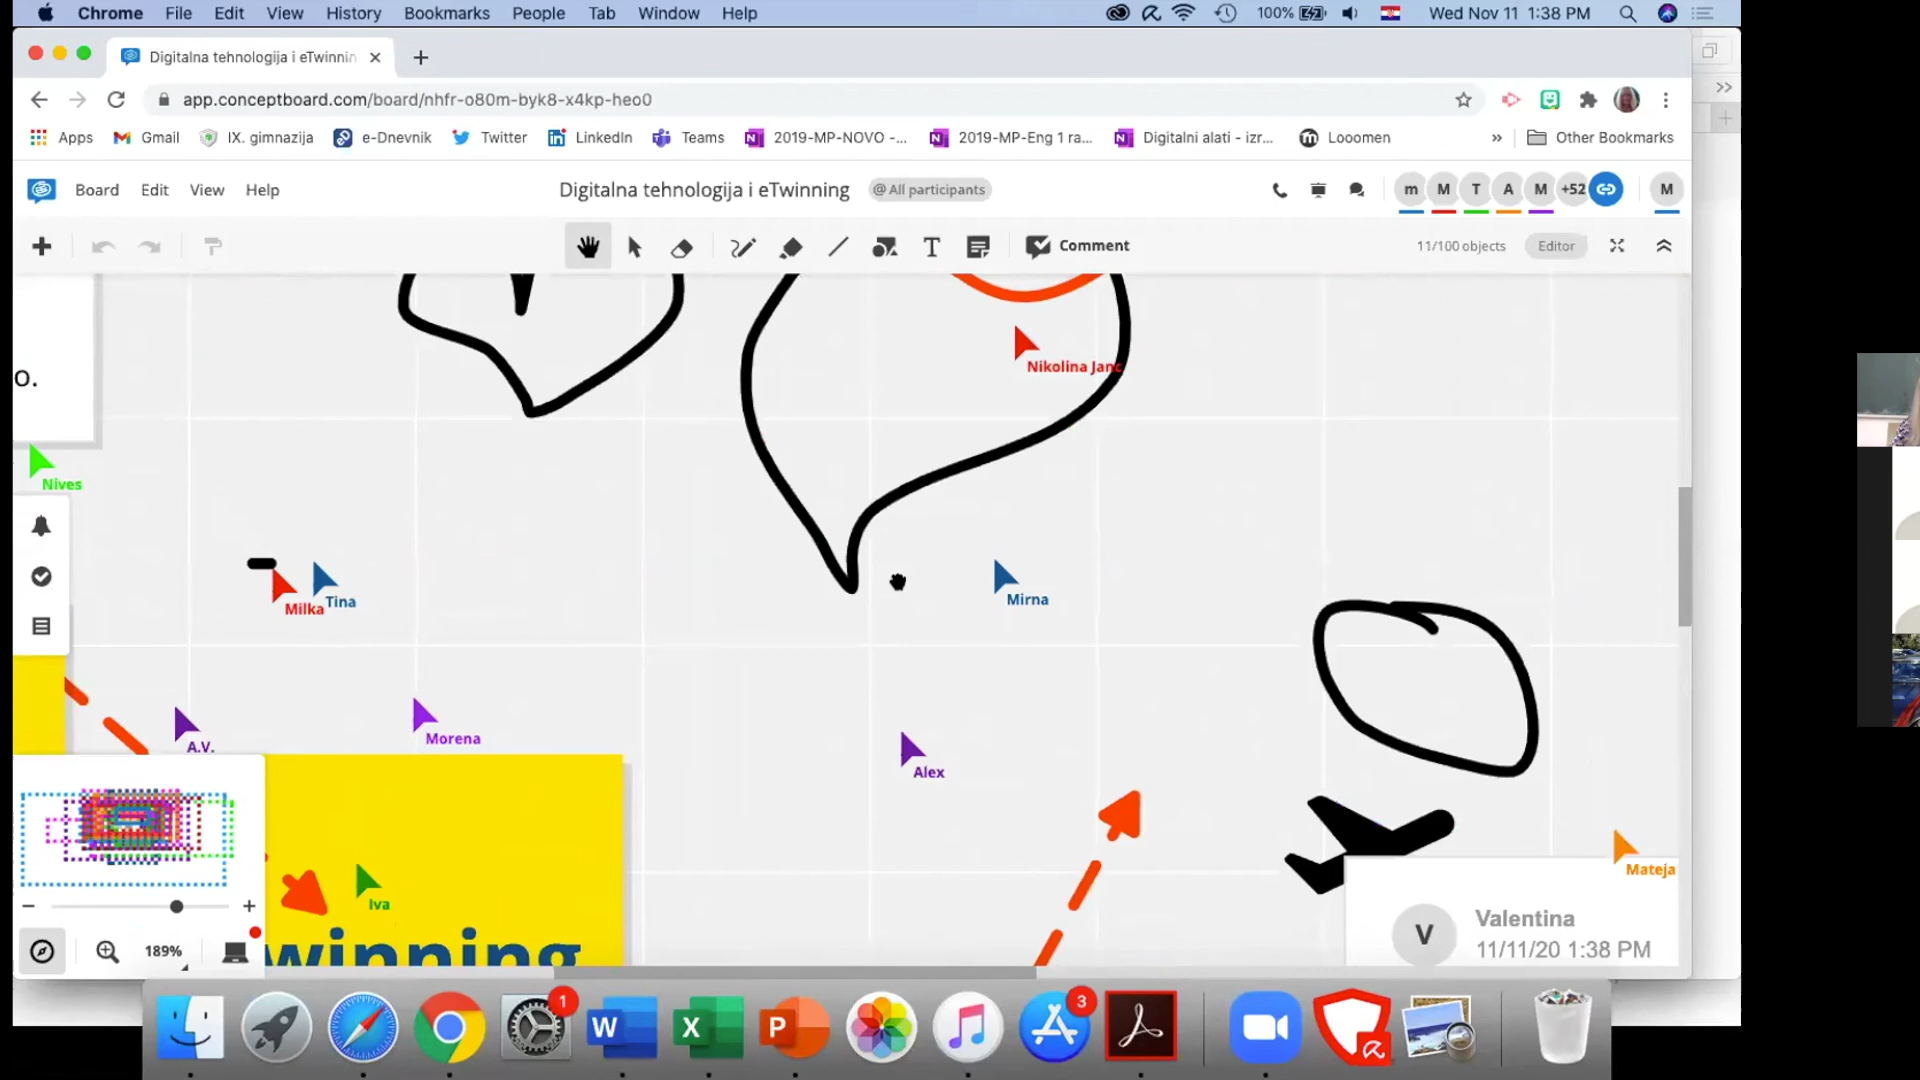 Chrome File Edit View History Bookmarks People Tab Window Help 100% Wed Nov 11 1:38 PM
Digitalna tehnologija i eTwinnin
app.conceptboard.com/board/nhfr-o80m-byk8-x4kp-heo0
Apps Gmail IX. gimnazija e-Dnevnik Twitter LinkedIn Teams 2019-MP-NOVO -... 2019-MP-Eng 1 ra... Digitalni alati - izr... Looomen » Other Bookmarks
Board Edit View Help Digitalna tehnologija i eTwinning @ All participants m M T A M +52 M
T Comment 11/100 objects Editor
Nikolina Janc
o.
Nives
Milka Tina
Mirna
Morena
A.V.
Alex
Mateja
Iva
Valentina
V
11/11/20 1:38 PM
winning
189%
1
W X P
3